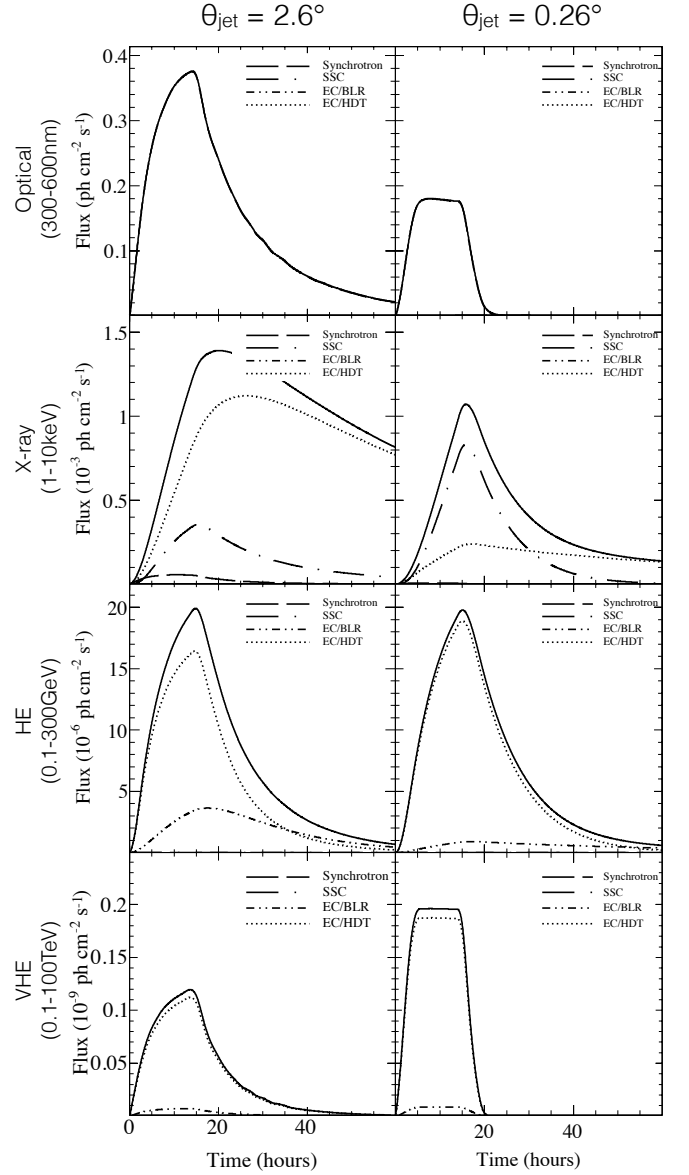 θjet = 2.6° θjet = 0.26°
Optical
(300-600nm)
Flux (ph cm-2 s-1)
0.4
0.3
0.2
0.1
Synchrotron
SSC
EC/BLR
EC/HDT
Synchrotron
SSC
EC/BLR
EC/HDT
X-ray
(1-10keV)
Flux (10-3 ph cm-2 s-1)
1.5
1
0.5
Synchrotron
SSC
EC/BLR
EC/HDT
Synchrotron
SSC
EC/BLR
EC/HDT
HE
(0.1-300GeV)
Flux (10-6 ph cm-2 s-1)
20
15
10
5
Synchrotron
SSC
EC/BLR
EC/HDT
Synchrotron
SSC
EC/BLR
EC/HDT
VHE
(0.1-100TeV)
Flux (10-9 ph cm-2 s-1)
0.2
0.15
0.1
0.05
Synchrotron
SSC
EC/BLR
EC/HDT
Synchrotron
SSC
EC/BLR
EC/HDT
0 20 40 20 40
Time (hours) Time (hours)